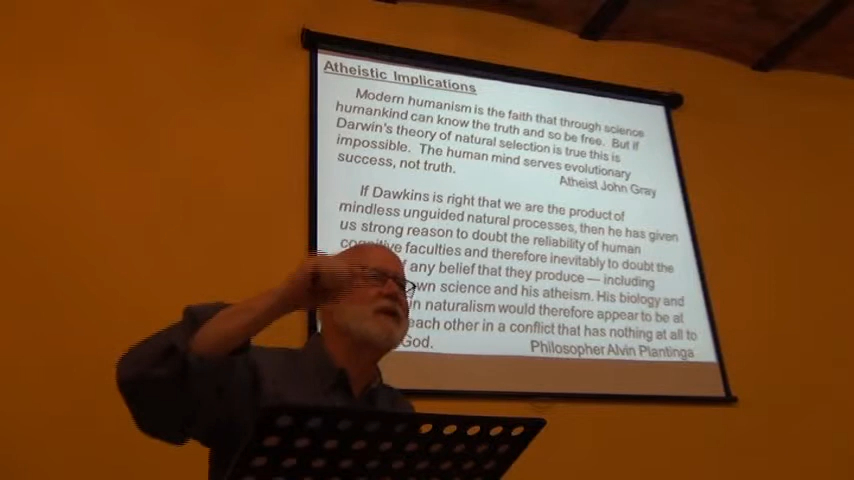 Atheistic Implications
Modern humanism is the faith that through science
humankind can know the truth and so be free. But if
Darwin's theory of natural selection is true this is
impossible. The human mind serves evolutionary
success, not truth.
Atheist John Gray
If Dawkins is right that we are the product of
mindless unguided natural processes, then he has given
us strong reason to doubt the reliability of human
cognitive faculties and therefore inevitably to doubt the
of any belief that they produce — including
own science and his atheism. His biology and
in naturalism would therefore appear to be at
each other in a conflict that has nothing at all to
God.
Philosopher Alvin Plantinga